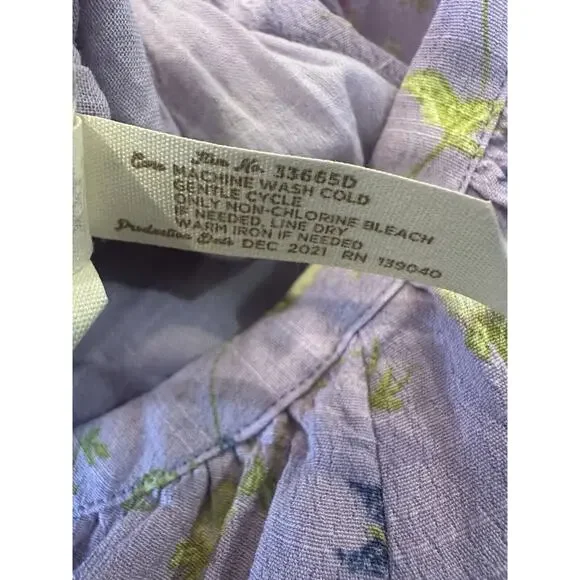 Item No. 33665D
Care MACHINE WASH COLD
GENTLE CYCLE
ONLY NON-CHLORINE BLEACH
IF NEEDED, LINE DRY
WARM IRON IF NEEDED
Production Date DEC 2021 RN 139040